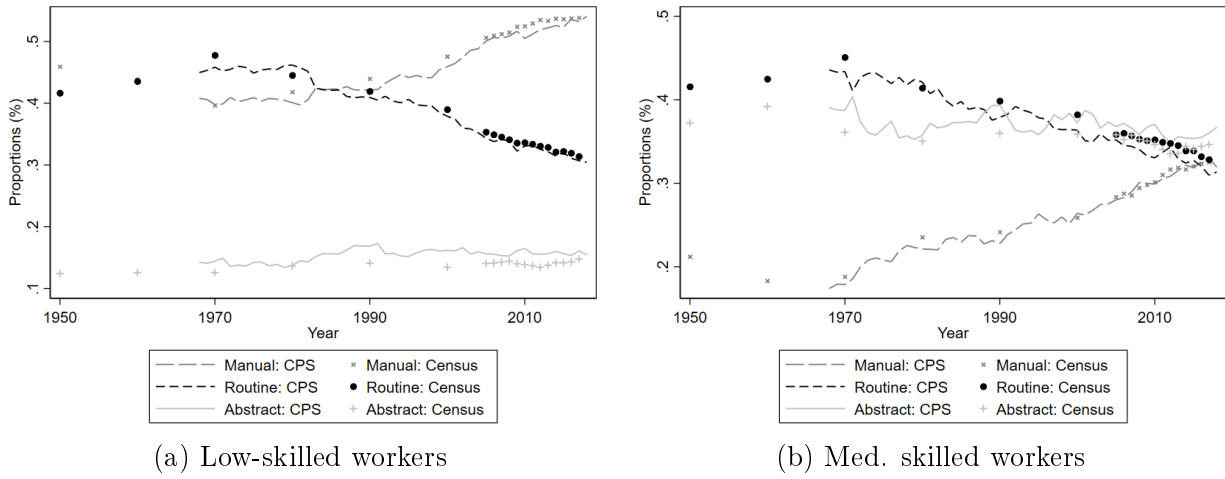 Proportions (%)
.5
.4
.3
.2
.1
1950 1970 1990 2010
Year
Manual: CPS Manual: Census
Routine: CPS Routine: Census
Abstract: CPS Abstract: Census
(a) Low-skilled workers
Proportions (%)
.5
.4
.3
.2
1950 1970 1990 2010
Year
Manual: CPS Manual: Census
Routine: CPS Routine: Census
Abstract: CPS Abstract: Census
(b) Med. skilled workers